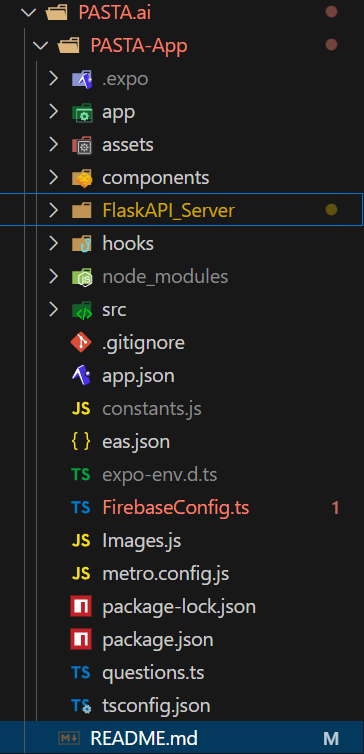 PASTA.ai
PASTA-App
.expo
app
assets
components
FlaskAPI_Server
hooks
node_modules
src
.gitignore
app.json
JS constants.js
{ } eas.json
TS expo-env.d.ts
TS FirebaseConfig.ts 1
JS Images.js
JS metro.config.js
package-lock.json
package.json
TS questions.ts
TS tsconfig.json
README.md M